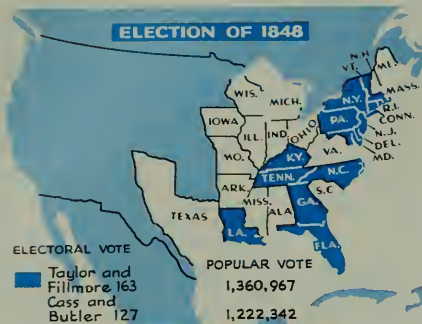 ELECTION OF 1848
N.H.
VT.
ME.
WIS.
MICH.
N.Y.
MASS.
R.I.
CONN.
IOWA
PA.
N.J.
DEL.
MD.
ILL.
IND.
OHIO
MO.
KY.
VA.
TENN.
N.C.
ARK.
S.C
TEXAS
MISS.
ALA
GA.
LA.
FLA.
ELECTORAL VOTE
POPULAR VOTE
Taylor and
Fillmore 163
1,360,967
Cass and
Butler 127
1,222,342